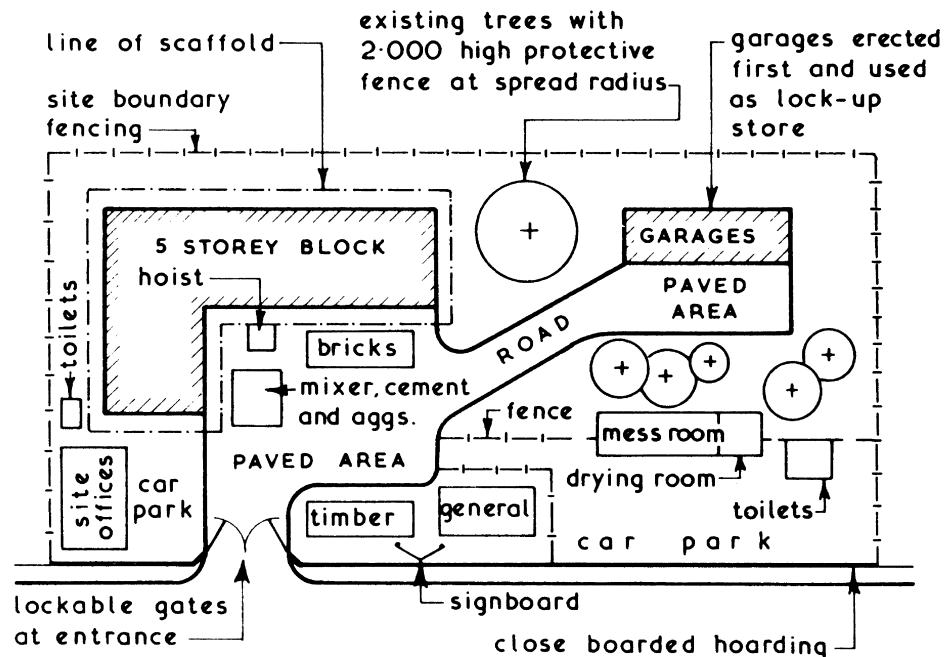 existing trees with
2·000 high protective
fence at spread radius
line of scaffold
garages erected
first and used
as lock-up
store
site boundary
fencing
5 STOREY BLOCK
GARAGES
hoist
PAVED
AREA
toilets
ROAD
bricks
mixer, cement
and aggs.
fence
mess room
PAVED AREA
drying room
site
offices
car
park
timber
general
toilets
car park
lockable gates
at entrance
signboard
close boarded hoarding